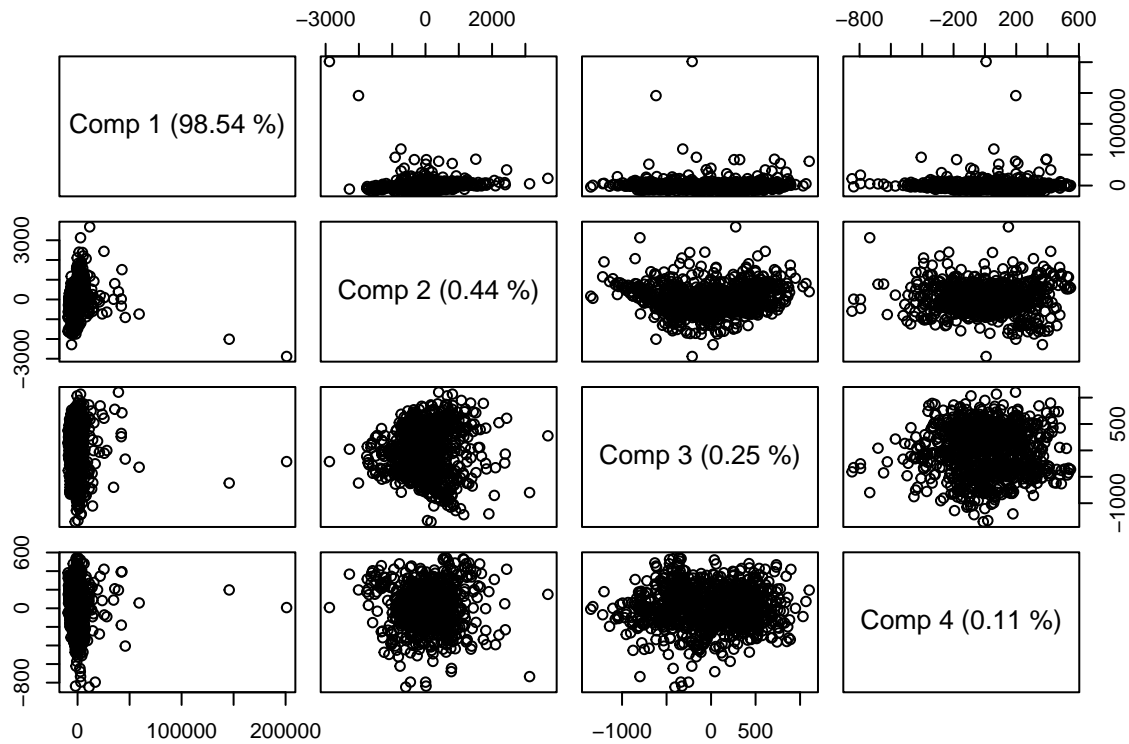 −3000 0 2000
−800 −200 200 600
Comp 1 (98.54 %)
0 100000
−3000 0 3000
Comp 2 (0.44 %)
Comp 3 (0.25 %)
−1000 500
−800 0 600
Comp 4 (0.11 %)
0 100000 200000
−1000 0 500